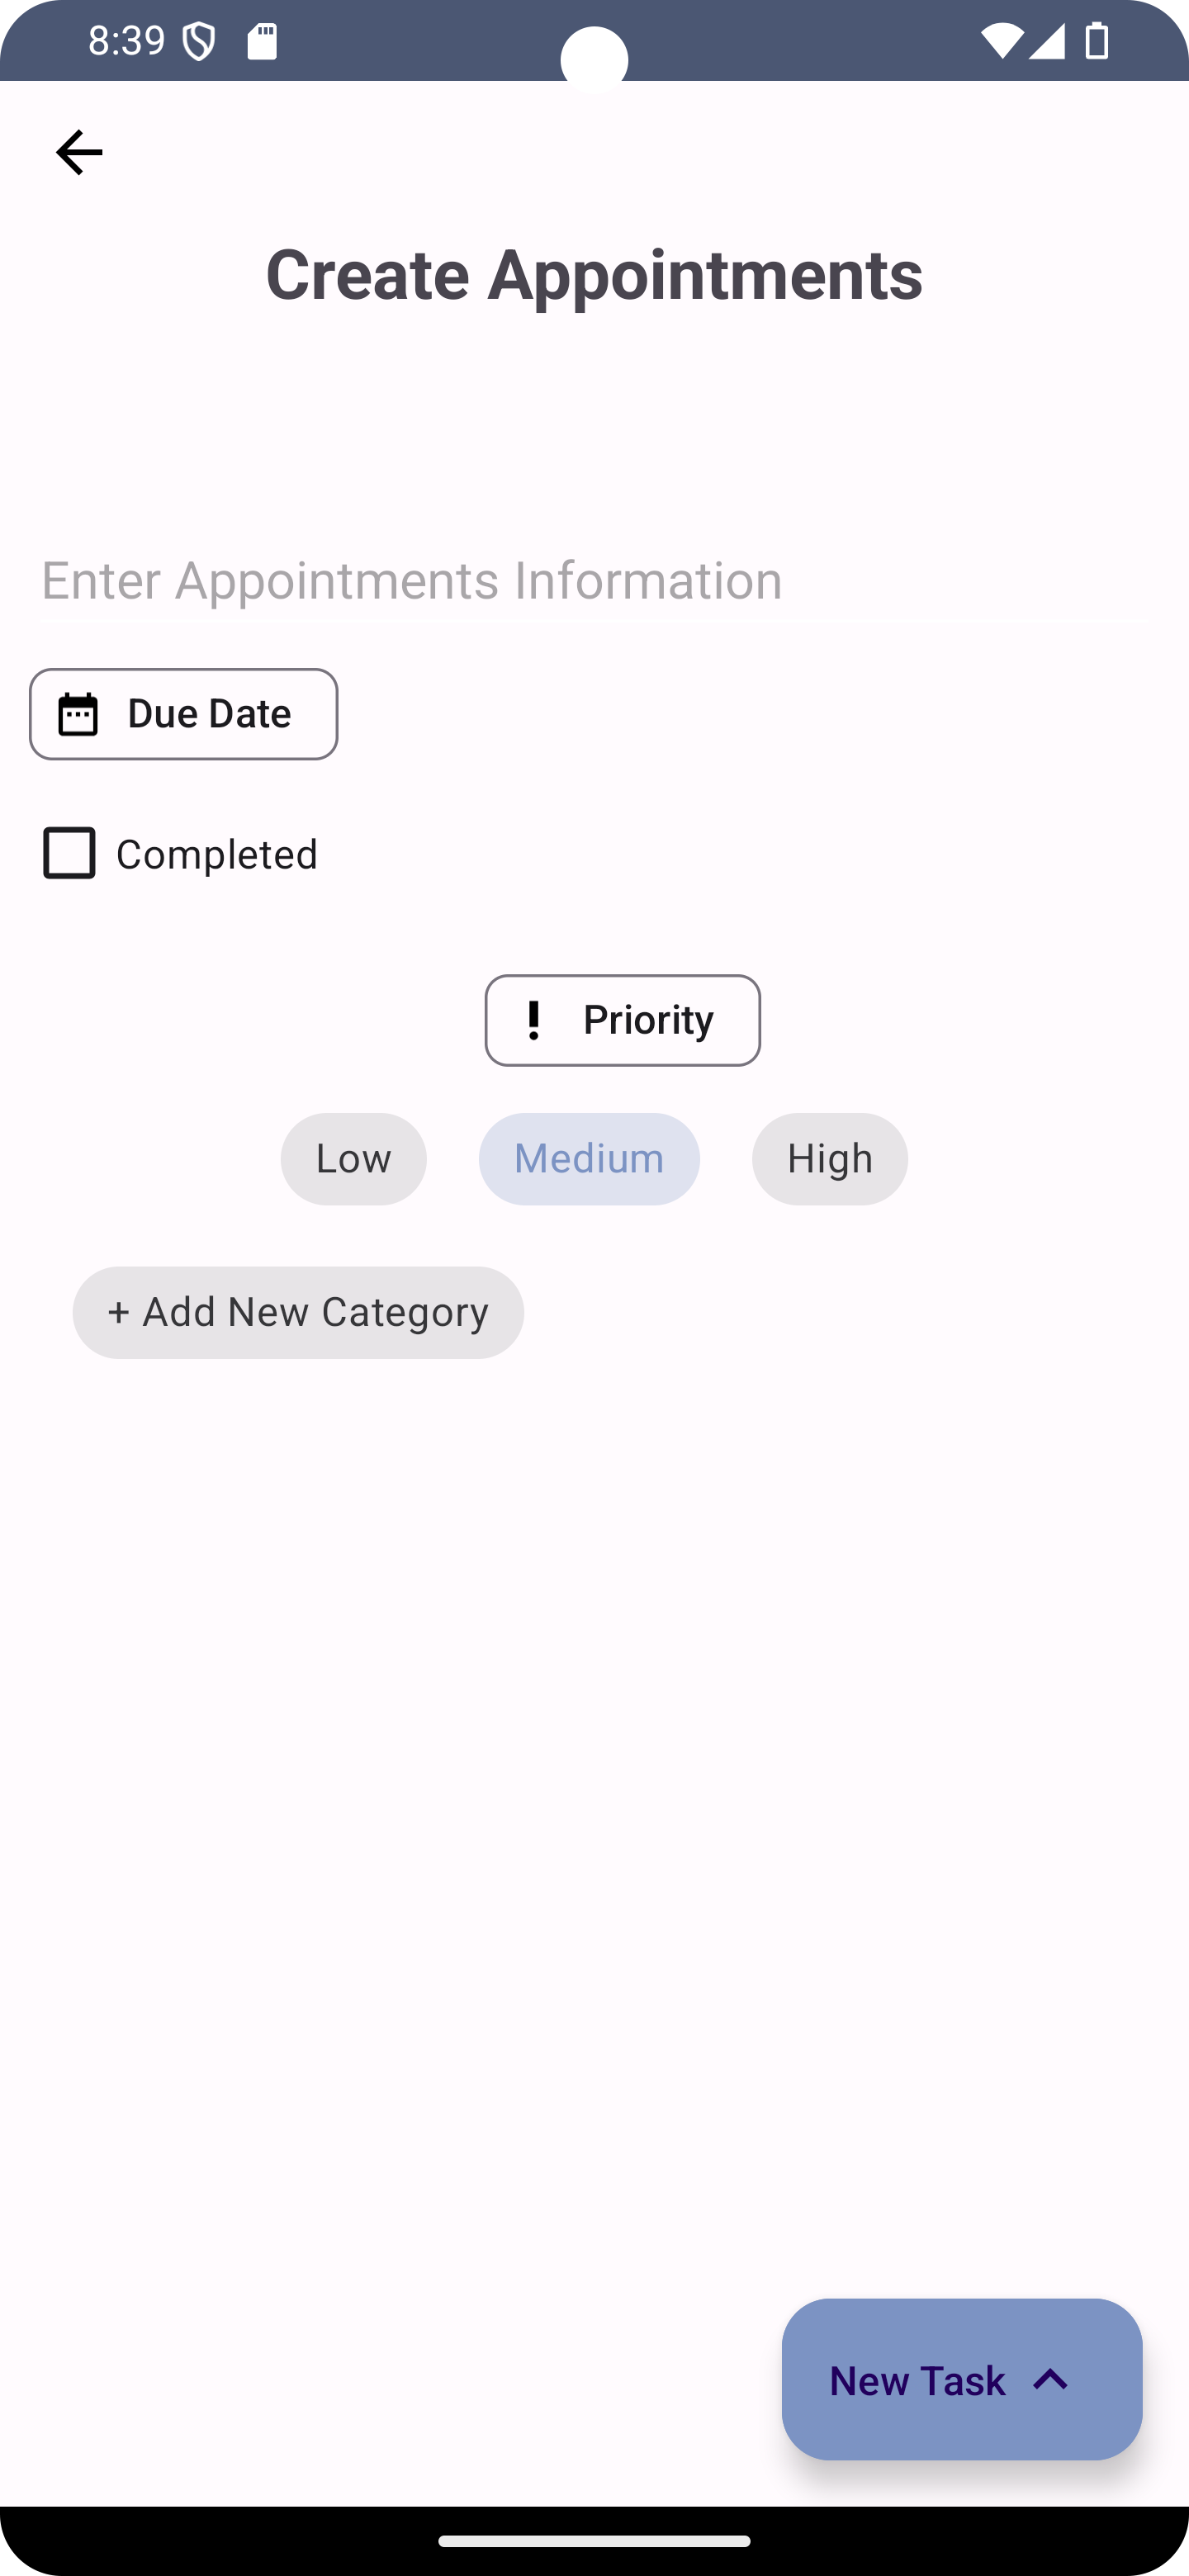 8:39
Create Appointments
Enter Appointments Information
Due Date
Completed
Priority
Low Medium High
+ Add New Category
New Task